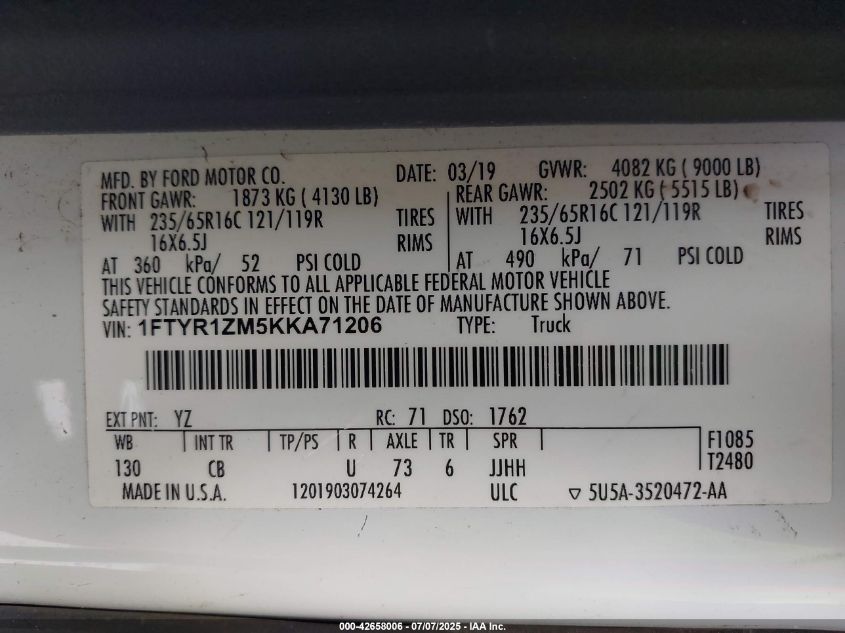 MFD. BY FORD MOTOR CO. DATE: 03/19 GVWR: 4082 KG ( 9000 LB)
FRONT GAWR: 1873 KG ( 4130 LB) REAR GAWR: 2502 KG ( 5515 LB)
WITH 235/65R16C 121/119R TIRES WITH 235/65R16C 121/119R TIRES
16X6.5J RIMS 16X6.5J RIMS
AT 360 kPa/ 52 PSI COLD AT 490 kPa/ 71 PSI COLD
THIS VEHICLE CONFORMS TO ALL APPLICABLE FEDERAL MOTOR VEHICLE
SAFETY STANDARDS IN EFFECT ON THE DATE OF MANUFACTURE SHOWN ABOVE.
VIN: 1FTYR1ZM5KKA71206 TYPE: Truck
EXT PNT: YZ RC: 71 DSO: 1762
WB INT TR TP/PS R AXLE TR SPR F1085
130 CB U 73 6 JJHH T2480
MADE IN U.S.A. 1201903074264 ULC ▽ 5U5A-3520472-AA
000-42658006 - 07/07/2025 - IAA Inc.